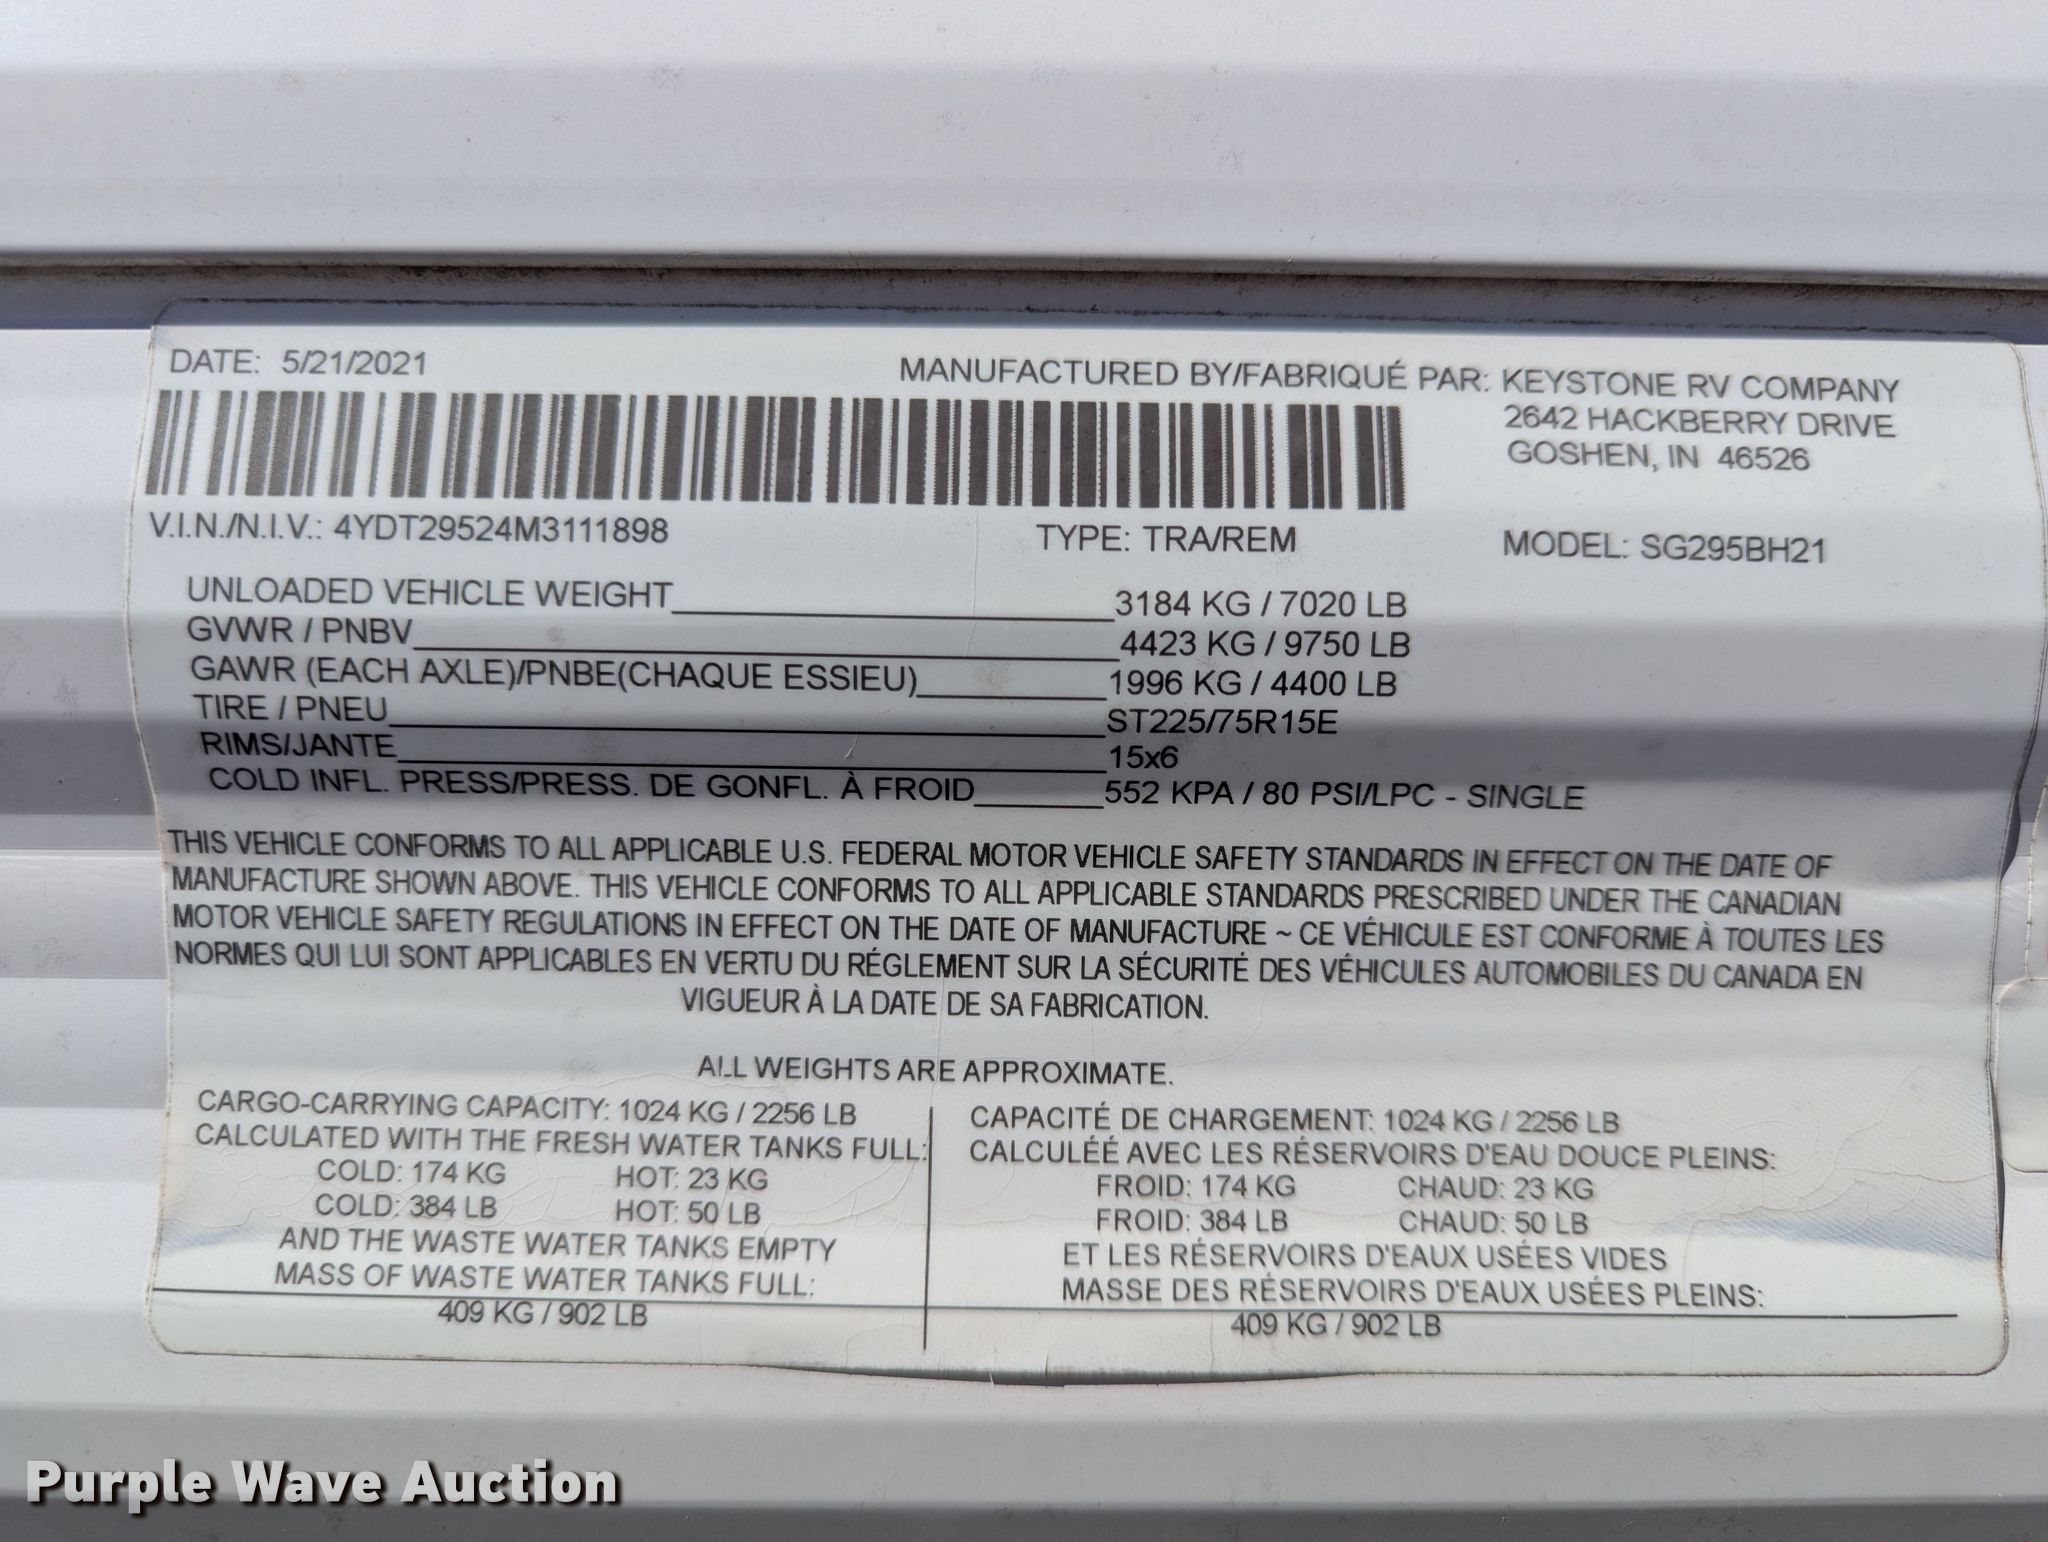 DATE: 5/21/2021
MANUFACTURED BY/FABRIQUÉ PAR: KEYSTONE RV COMPANY
2642 HACKBERRY DRIVE
GOSHEN, IN 46526
V.I.N./N.I.V.: 4YDT29524M3111898 TYPE: TRA/REM MODEL: SG295BH21
UNLOADED VEHICLE WEIGHT 3184 KG / 7020 LB
GVWR / PNBV 4423 KG / 9750 LB
GAWR (EACH AXLE)/PNBE(CHAQUE ESSIEU) 1996 KG / 4400 LB
TIRE / PNEU ST225/75R15E
RIMS/JANTE 15x6
COLD INFL. PRESS/PRESS. DE GONFL. À FROID 552 KPA / 80 PSI/LPC - SINGLE
THIS VEHICLE CONFORMS TO ALL APPLICABLE U.S. FEDERAL MOTOR VEHICLE SAFETY STANDARDS IN EFFECT ON THE DATE OF
MANUFACTURE SHOWN ABOVE. THIS VEHICLE CONFORMS TO ALL APPLICABLE STANDARDS PRESCRIBED UNDER THE CANADIAN
MOTOR VEHICLE SAFETY REGULATIONS IN EFFECT ON THE DATE OF MANUFACTURE ~ CE VÉHICULE EST CONFORME À TOUTES LES
NORMES QUI LUI SONT APPLICABLES EN VERTU DU RÉGLEMENT SUR LA SÉCURITÉ DES VÉHICULES AUTOMOBILES DU CANADA EN
VIGUEUR À LA DATE DE SA FABRICATION.
ALL WEIGHTS ARE APPROXIMATE.
CARGO-CARRYING CAPACITY: 1024 KG / 2256 LB
CALCULATED WITH THE FRESH WATER TANKS FULL:
COLD: 174 KG HOT: 23 KG
COLD: 384 LB HOT: 50 LB
AND THE WASTE WATER TANKS EMPTY
MASS OF WASTE WATER TANKS FULL:
409 KG / 902 LB
CAPACITÉ DE CHARGEMENT: 1024 KG / 2256 LB
CALCULÉÉ AVEC LES RÉSERVOIRS D'EAU DOUCE PLEINS:
FROID: 174 KG CHAUD: 23 KG
FROID: 384 LB CHAUD: 50 LB
ET LES RÉSERVOIRS D'EAUX USÉES VIDES
MASSE DES RÉSERVOIRS D'EAUX USÉES PLEINS:
409 KG / 902 LB
Purple Wave Auction